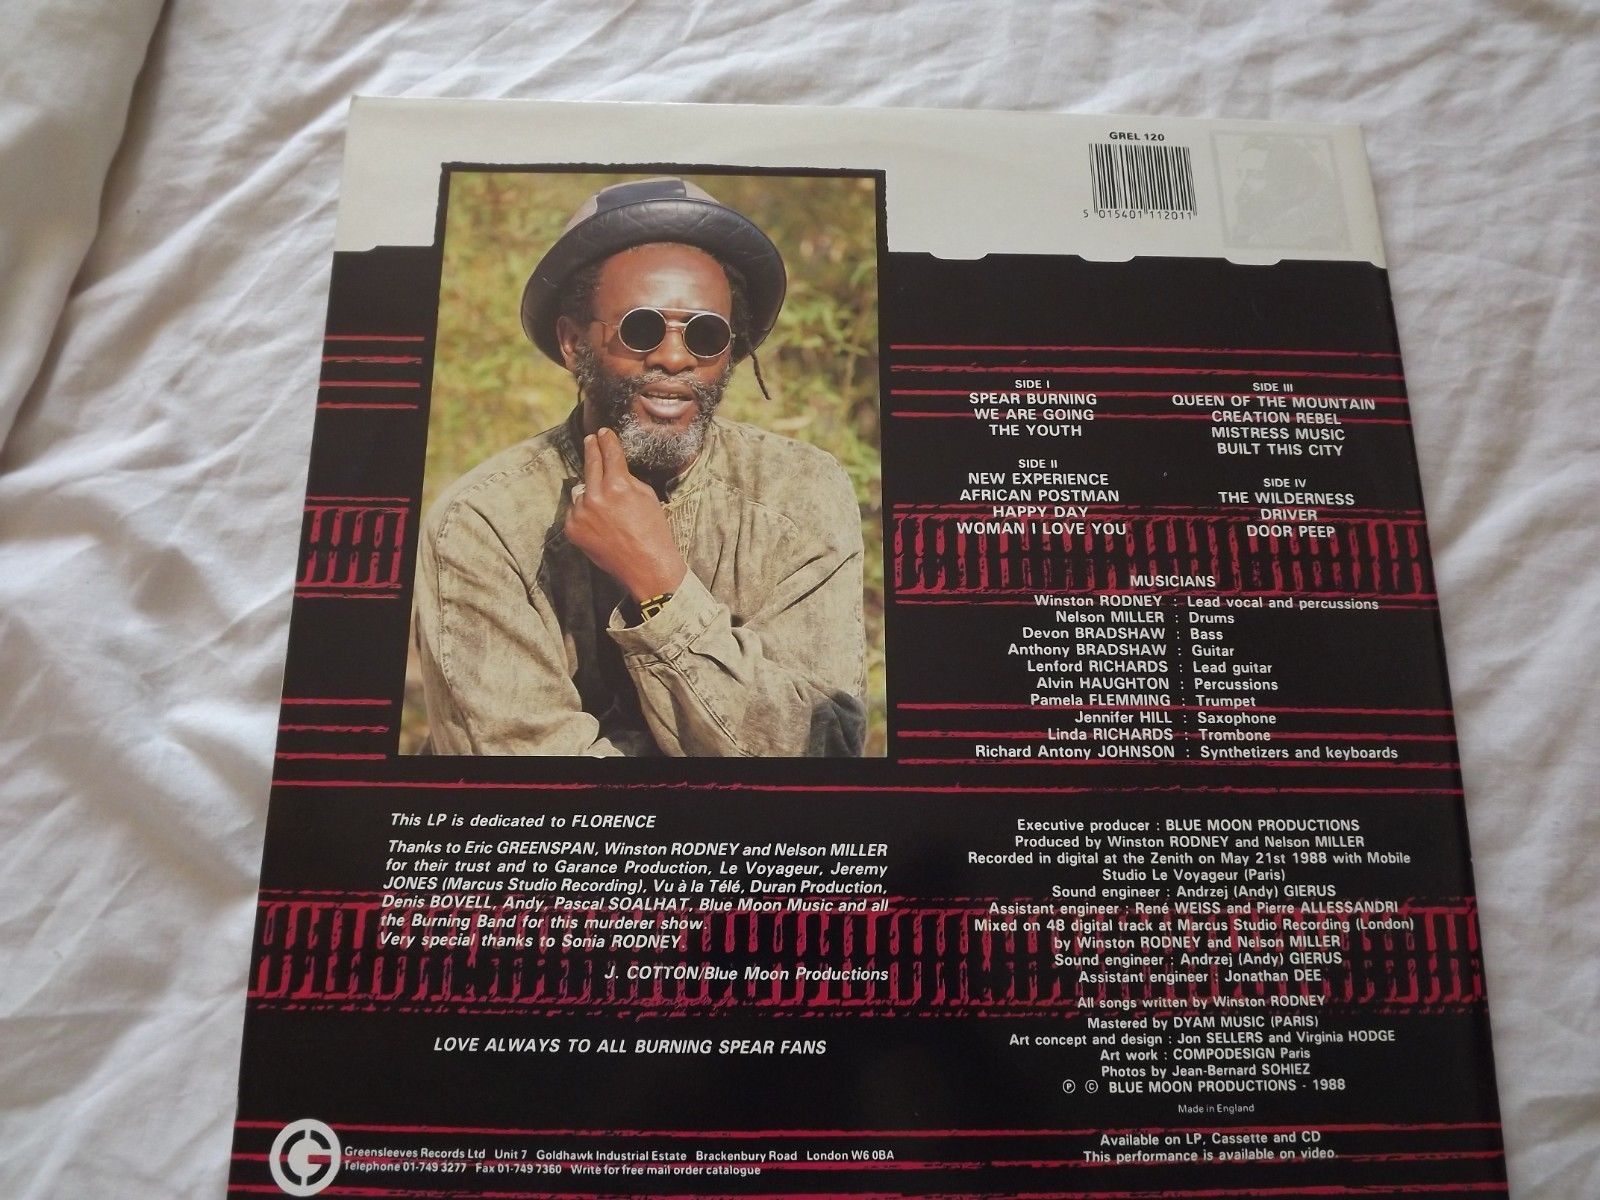 GREL 120
5 015401 112011
SIDE I
SPEAR BURNING
WE ARE GOING
THE YOUTH
SIDE II
NEW EXPERIENCE
AFRICAN POSTMAN
HAPPY DAY
WOMAN I LOVE YOU
SIDE III
QUEEN OF THE MOUNTAIN
CREATION REBEL
MISTRESS MUSIC
BUILT THIS CITY
SIDE IV
THE WILDERNESS
DRIVER
DOOR PEEP
MUSICIANS
Winston RODNEY : Lead vocal and percussions
Nelson MILLER : Drums
Devon BRADSHAW : Bass
Anthony BRADSHAW : Guitar
Lenford RICHARDS : Lead guitar
Alvin HAUGHTON : Percussions
Pamela FLEMMING : Trumpet
Jennifer HILL : Saxophone
Linda RICHARDS : Trombone
Richard Antony JOHNSON : Synthetizers and keyboards
This LP is dedicated to FLORENCE
Thanks to Eric GREENSPAN, Winston RODNEY and Nelson MILLER
for their trust and to Garance Production, Le Voyageur, Jeremy
JONES (Marcus Studio Recording), Vu à la Télé, Duran Production,
Denis BOVELL, Andy, Pascal SOALHAT, Blue Moon Music and all
the Burning Band for this murderer show.
Very special thanks to Sonia RODNEY.
J. COTTON/Blue Moon Productions
LOVE ALWAYS TO ALL BURNING SPEAR FANS
Executive producer : BLUE MOON PRODUCTIONS
Produced by Winston RODNEY and Nelson MILLER
Recorded in digital at the Zenith on May 21st 1988 with Mobile
Studio Le Voyageur (Paris)
Sound engineer : Andrzej (Andy) GIERUS
Assistant engineer : René WEISS and Pierre ALLESSANDRI
Mixed on 48 digital track at Marcus Studio Recording (London)
by Winston RODNEY and Nelson MILLER
Sound engineer : Andrzej (Andy) GIERUS
Assistant engineer : Jonathan DEE
All songs written by Winston RODNEY
Mastered by DYAM MUSIC (PARIS)
Art concept and design : Jon SELLERS and Virginia HODGE
Art work : COMPODESIGN Paris
Photos by Jean-Bernard SOHIEZ
℗ © BLUE MOON PRODUCTIONS - 1988
Made in England
Available on LP, Cassette and CD
This performance is available on video.
G
Greensleeves Records Ltd Unit 7 Goldhawk Industrial Estate Brackenbury Road London W6 0BA
Telephone 01-749 3277 Fax 01-749 7360 Write for free mail order catalogue